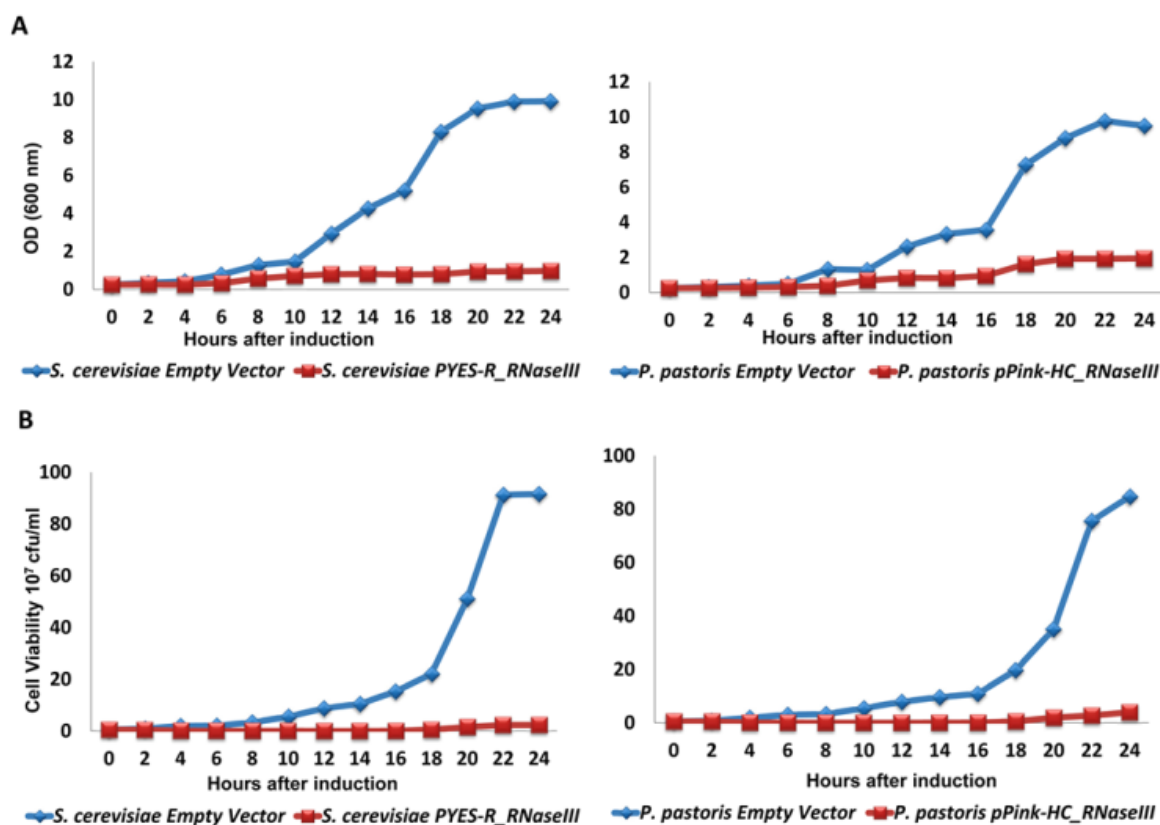 A
OD (600 nm)
12
10
8
6
4
2
0
0 2 4 6 8 10 12 14 16 18 20 22 24
Hours after induction
S. cerevisiae Empty Vector S. cerevisiae PYES-R_RNaseIII
12
10
8
6
4
2
0
0 2 4 6 8 10 12 14 16 18 20 22 24
Hours after induction
P. pastoris Empty Vector P. pastoris pPink-HC_RNaseIII
B
Cell Viability 10⁷ cfu/ml
100
80
60
40
20
0
0 2 4 6 8 10 12 14 16 18 20 22 24
Hours after induction
S. cerevisiae Empty Vector S. cerevisiae PYES-R_RNaseIII
100
80
60
40
20
0
0 2 4 6 8 10 12 14 16 18 20 22 24
Hours after induction
P. pastoris Empty Vector P. pastoris pPink-HC_RNaseIII